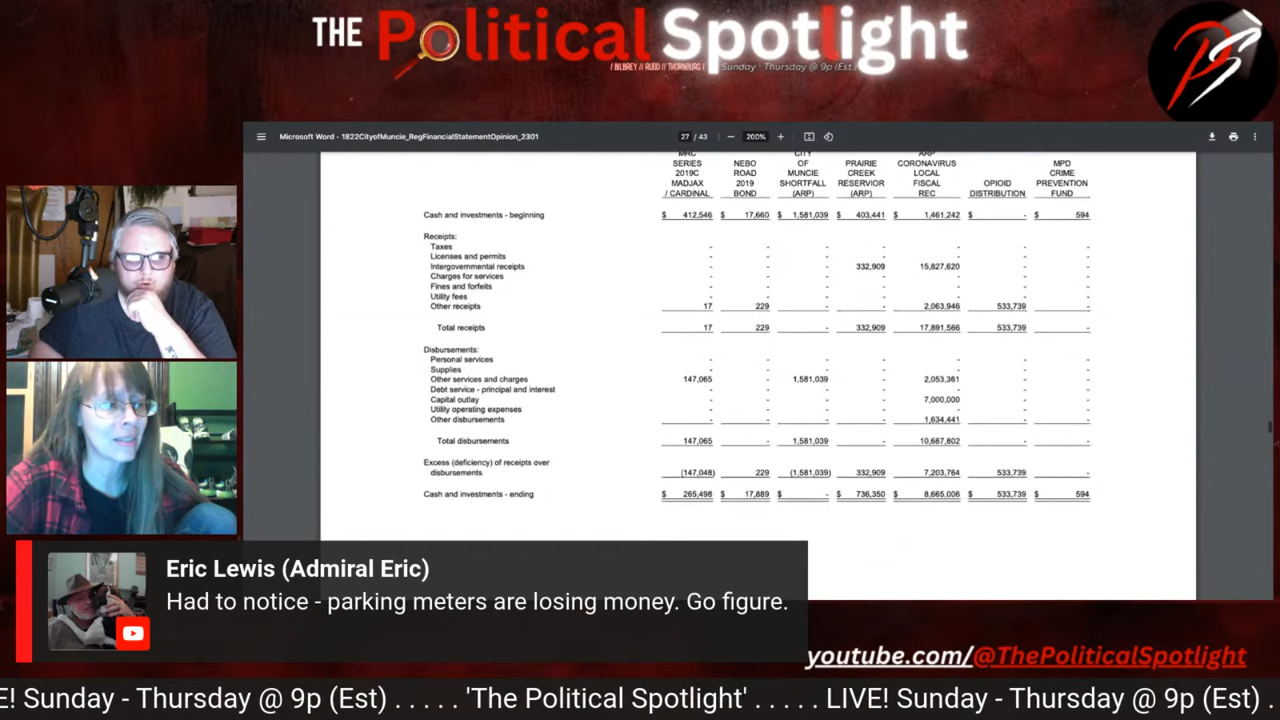 THE Political Spotlight
/ BILBREY // RUDD // THORNBURG /
Sunday - Thursday @ 9p (Est.)
PS
Microsoft Word - 1822CityofMuncie_RegFinancialStatementOpinion_2301
27 / 43
200%
MRC SERIES 2019C MADJAX / CARDINAL
NEBO ROAD 2019 BOND
CITY OF MUNCIE SHORTFALL (ARP)
PRAIRIE CREEK RESERVIOR (ARP)
ARP CORONAVIRUS LOCAL FISCAL REC
OPIOID DISTRIBUTION
MPD CRIME PREVENTION FUND
Cash and investments - beginning $ 412,546 $ 17,660 $ 1,581,039 $ 403,441 $ 1,461,242 $ - $ 594
Receipts:
Taxes - - - - - - -
Licenses and permits - - - - - - -
Intergovernmental receipts - - - 332,909 15,827,620 - -
Charges for services - - - - - - -
Fines and forfeits - - - - - - -
Utility fees - - - - - - -
Other receipts 17 229 - - 2,063,946 533,739 -
Total receipts 17 229 - 332,909 17,891,566 533,739 -
Disbursements:
Personal services - - - - - - -
Supplies - - - - - - -
Other services and charges 147,065 - 1,581,039 - 2,053,361 - -
Debt service - principal and interest - - - - - - -
Capital outlay - - - - 7,000,000 - -
Utility operating expenses - - - - - - -
Other disbursements - - - - 1,634,441 - -
Total disbursements 147,065 - 1,581,039 - 10,687,802 - -
Excess (deficiency) of receipts over
disbursements (147,048) 229 (1,581,039) 332,909 7,203,764 533,739 -
Cash and investments - ending $ 265,498 $ 17,889 $ - $ 736,350 $ 8,665,006 $ 533,739 $ 594
Eric Lewis (Admiral Eric)
Had to notice - parking meters are losing money. Go figure.
youtube.com/@ThePoliticalSpotlight
E! Sunday - Thursday @ 9p (Est) . . . . . 'The Political Spotlight' . . . . . LIVE! Sunday - Thursday @ 9p (Est) .